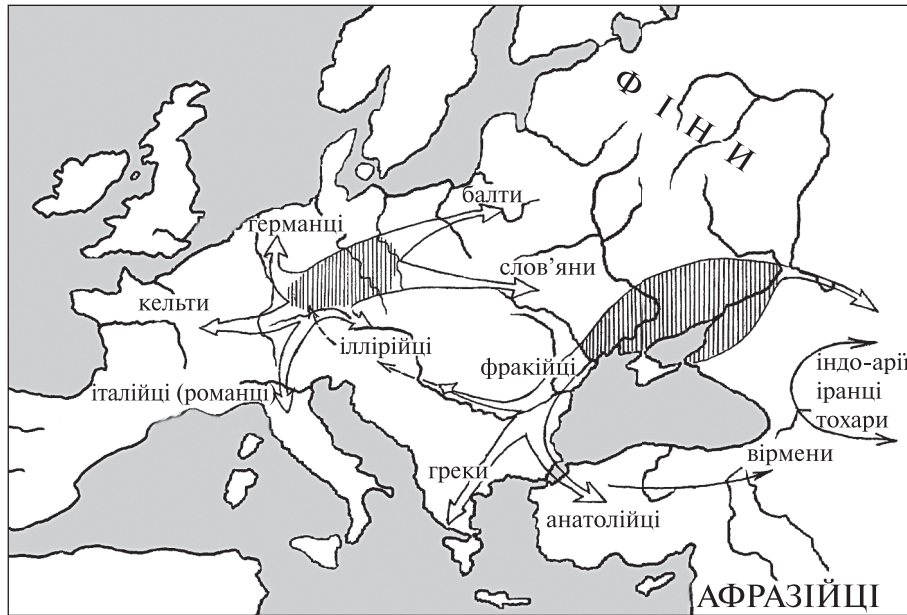 ФІНИ
балти
германці
слов’яни
кельти
іллірійці
фракійці
індо-арії
іранці
тохари
італійці (романці)
вірмени
греки
анатолійці
АФРАЗІЙЦІ